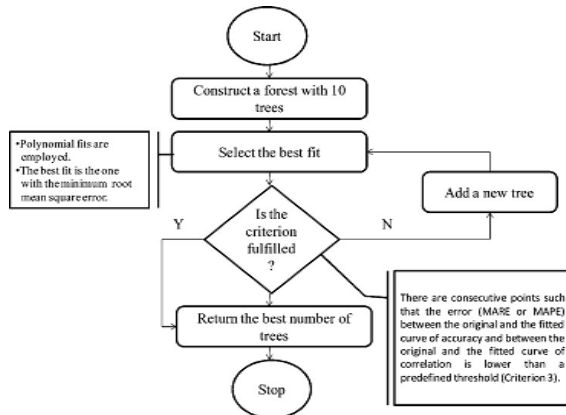 Start
Construct a forest with 10
trees
•Polynomial fits are
employed.
•The best fit is the one
with the minimum root
mean square error.
Select the best fit
Add a new tree
Y
Is the
criterion
fulfilled
?
N
There are consecutive points such
that the error (MARE or MAPE)
between the original and the fitted
curve of accuracy and between the
original and the fitted curve of
correlation is lower than a
predefined threshold (Criterion 3).
Return the best number of
trees
Stop